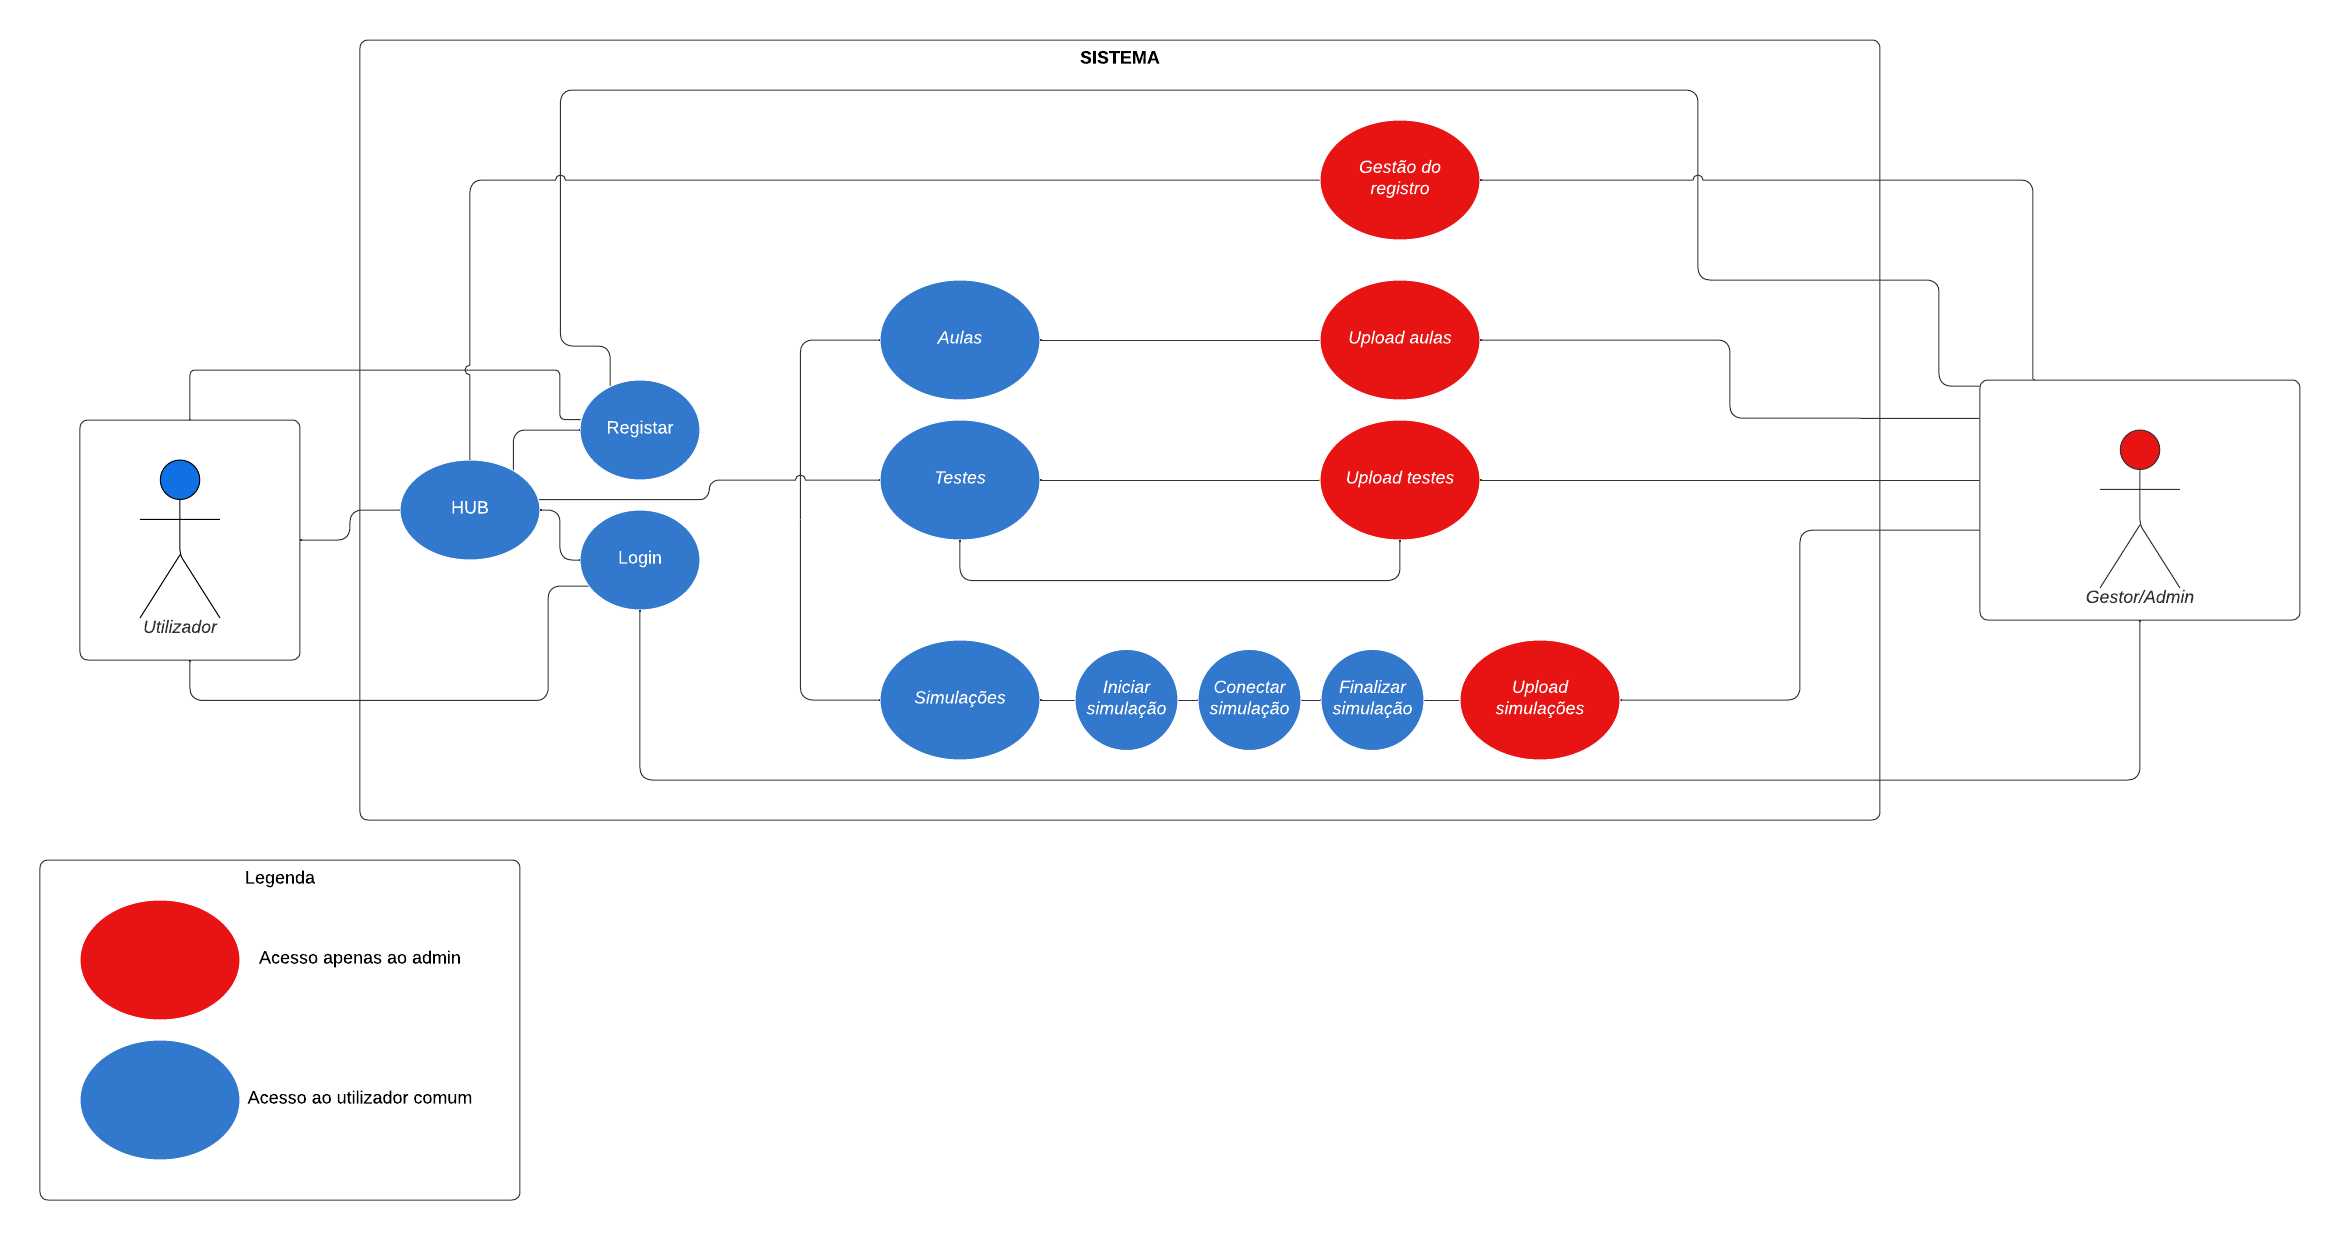 SISTEMA
Gestão do
registro
Aulas
Upload aulas
Registar
Testes
Upload testes
HUB
Login
Utilizador
Gestor/Admin
Simulações
Iniciar
simulação
Conectar
simulação
Finalizar
simulação
Upload
simulações
Legenda
Acesso apenas ao admin
Acesso ao utilizador comum